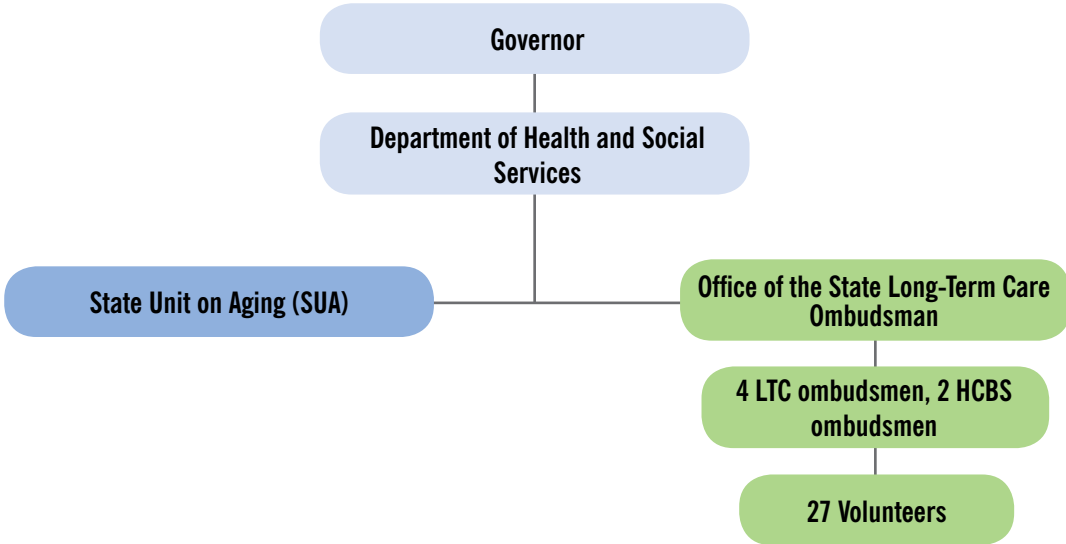 Governor
Department of Health and Social
Services
State Unit on Aging (SUA)
Office of the State Long-Term Care
Ombudsman
4 LTC ombudsmen, 2 HCBS
ombudsmen
27 Volunteers